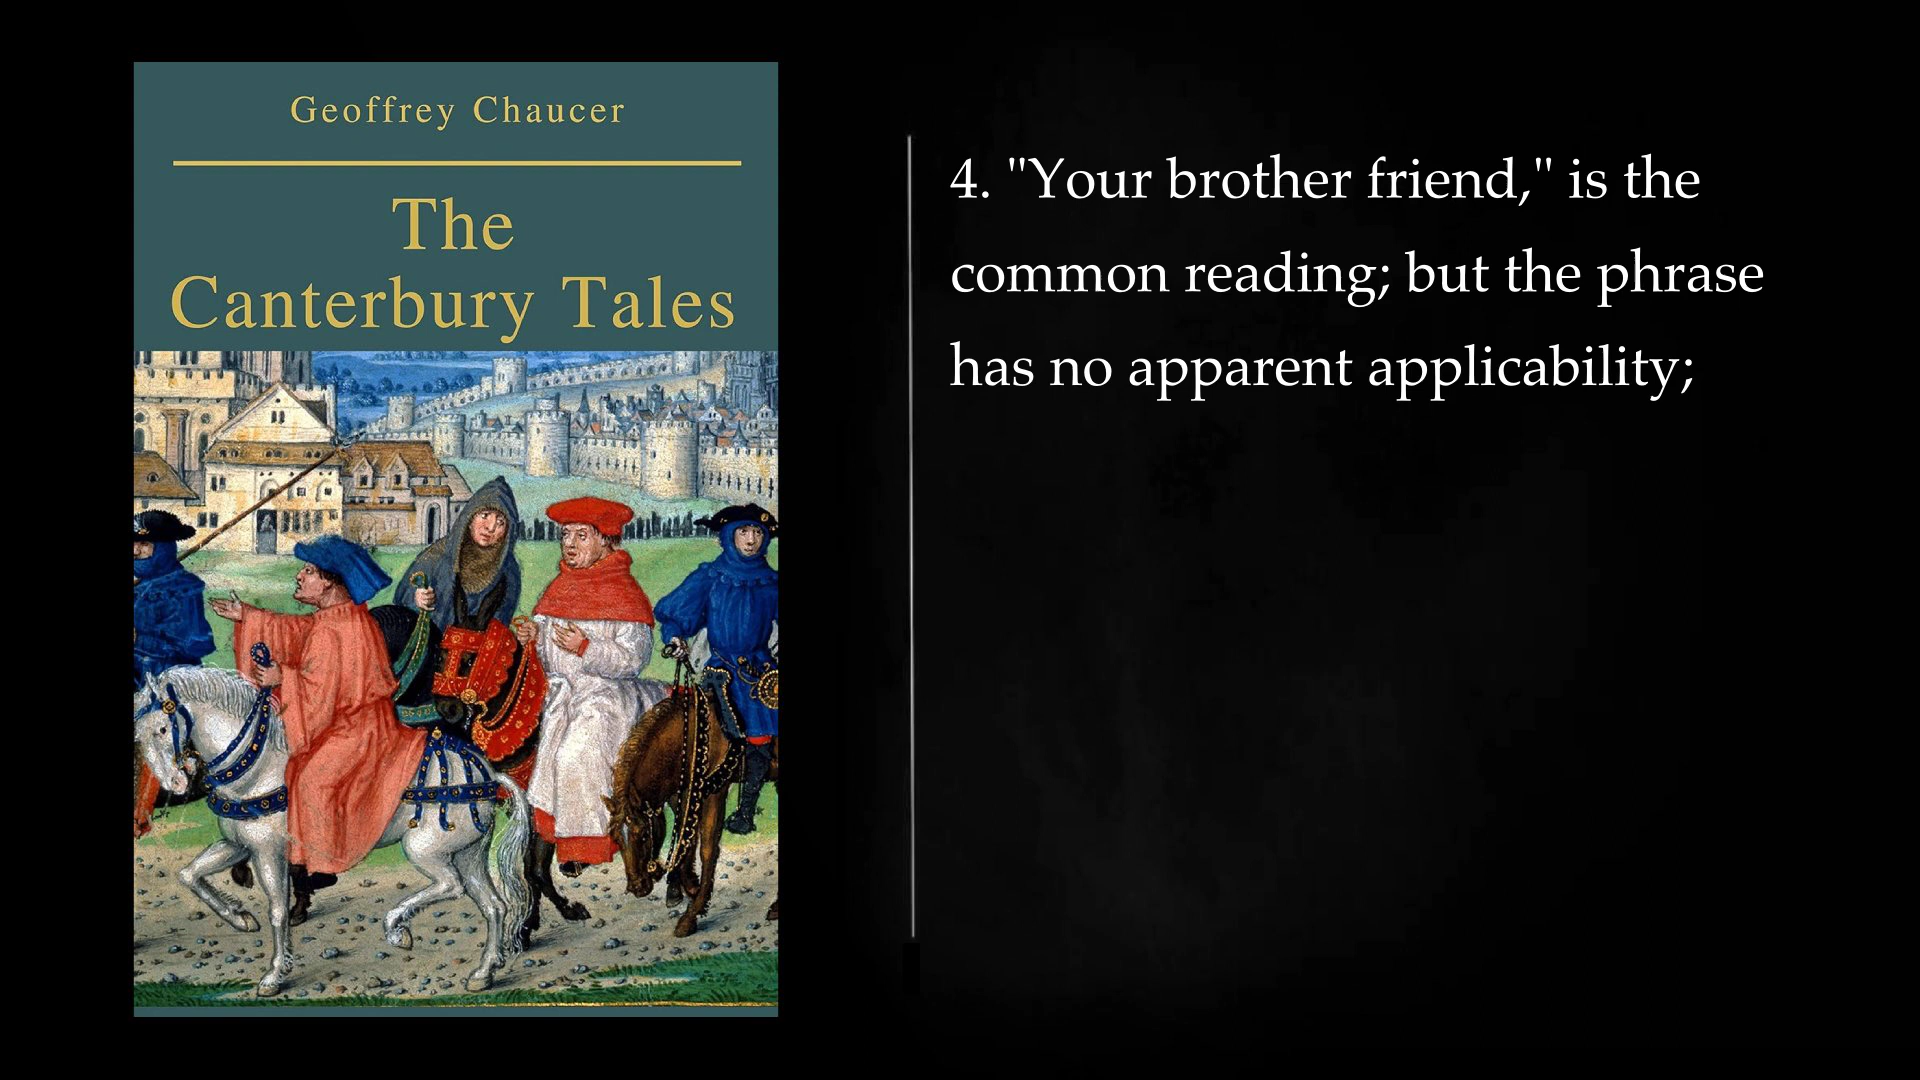 Geoffrey Chaucer
The
Canterbury Tales
4. "Your brother friend," is the
common reading; but the phrase
has no apparent applicability;